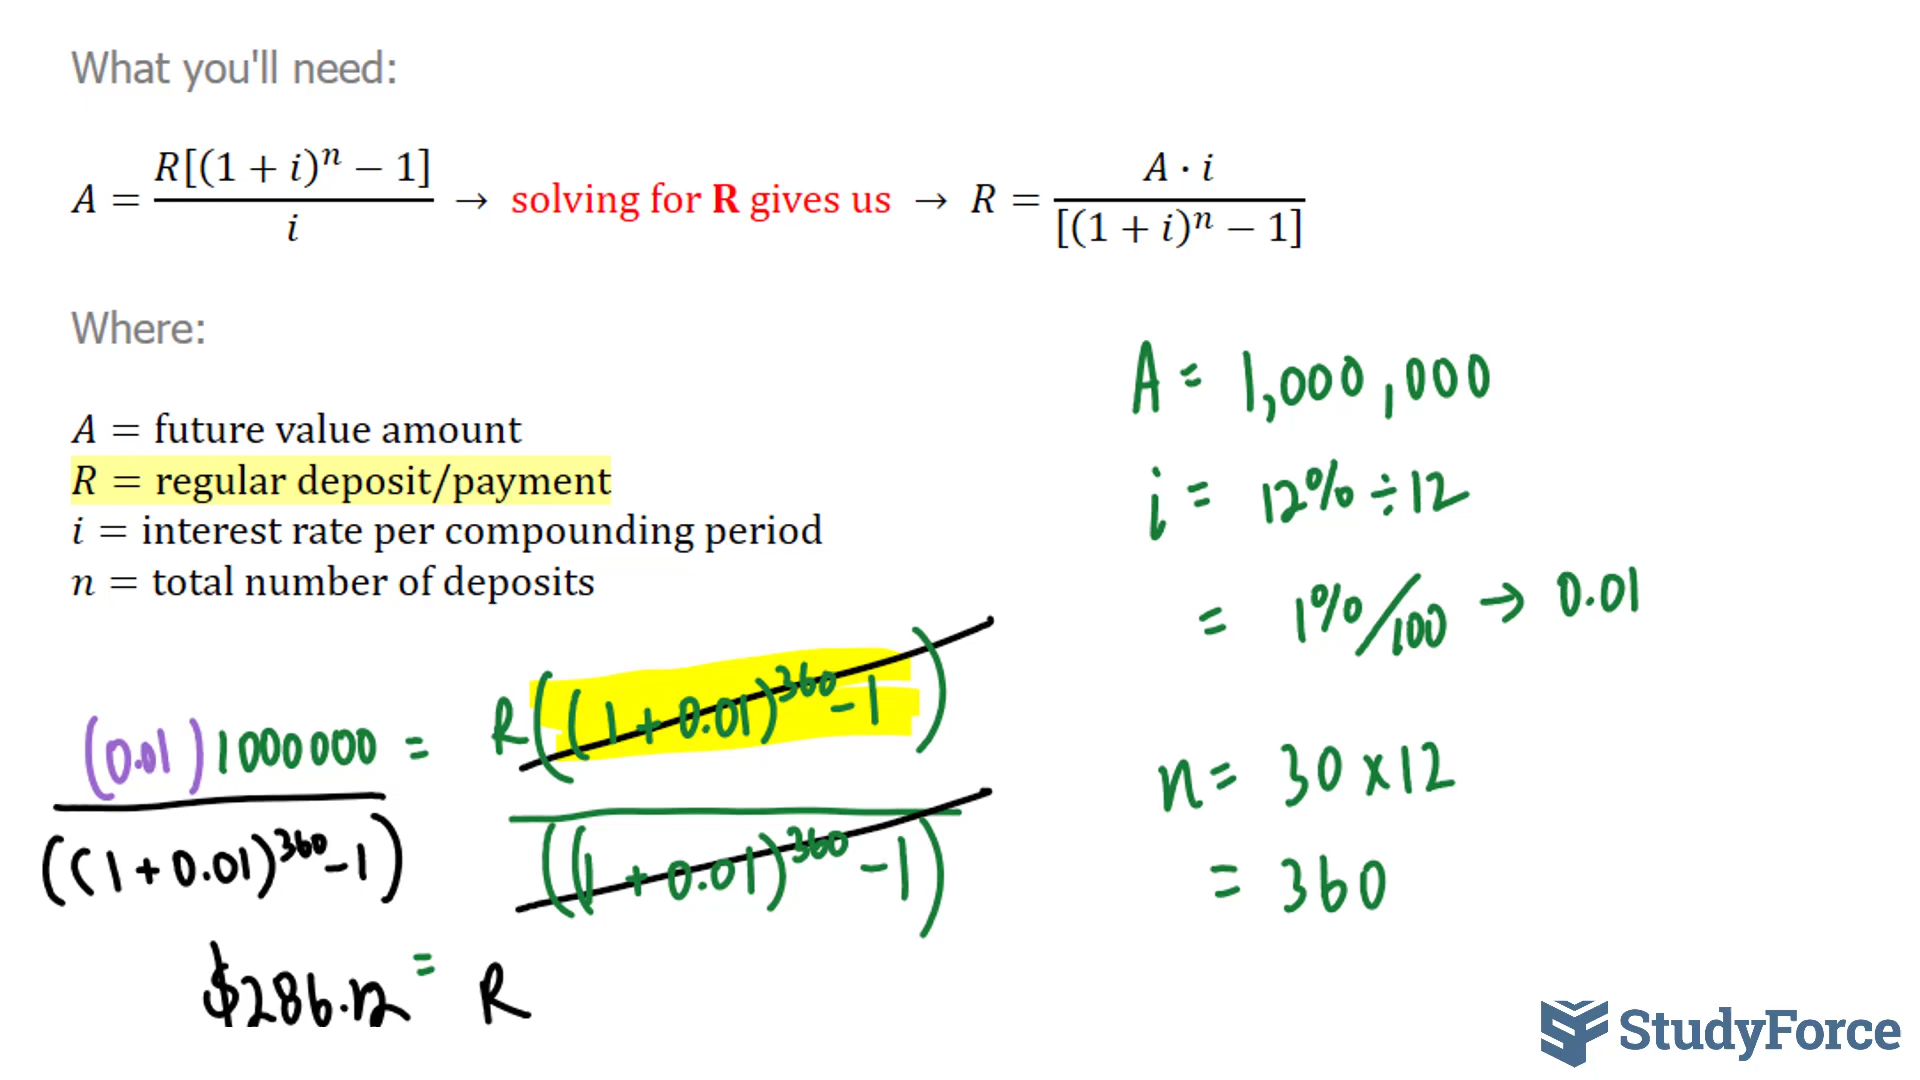 What you'll need:
A = R[(1 + i)^n − 1] / i → solving for R gives us → R = A · i / [(1 + i)^n − 1]
Where:
A = future value amount
R = regular deposit/payment
i = interest rate per compounding period
n = total number of deposits
A = 1,000,000
i = 12% ÷ 12
= 1%/100 → 0.01
n = 30 x 12
= 360
(0.01) 1000000 = R((1 + 0.01)^360 − 1)
((1 + 0.01)^360 − 1) ((1 + 0.01)^360 − 1)
$286.12 = R
StudyForce